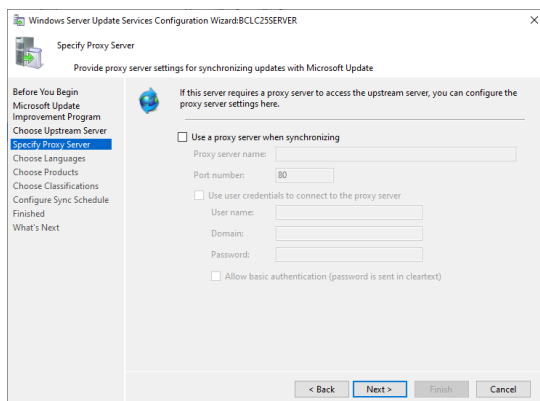 Windows Server Update Services Configuration Wizard:BCLC25SERVER
Specify Proxy Server
Provide proxy server settings for synchronizing updates with Microsoft Update
Before You Begin
Microsoft Update
Improvement Program
Choose Upstream Server
Specify Proxy Server
Choose Languages
Choose Products
Choose Classifications
Configure Sync Schedule
Finished
What's Next
If this server requires a proxy server to access the upstream server, you can configure the
proxy server settings here.
Use a proxy server when synchronizing
Proxy server name:
Port number: 80
Use user credentials to connect to the proxy server
User name:
Domain:
Password:
Allow basic authentication (password is sent in cleartext)
< Back Next > Finish Cancel